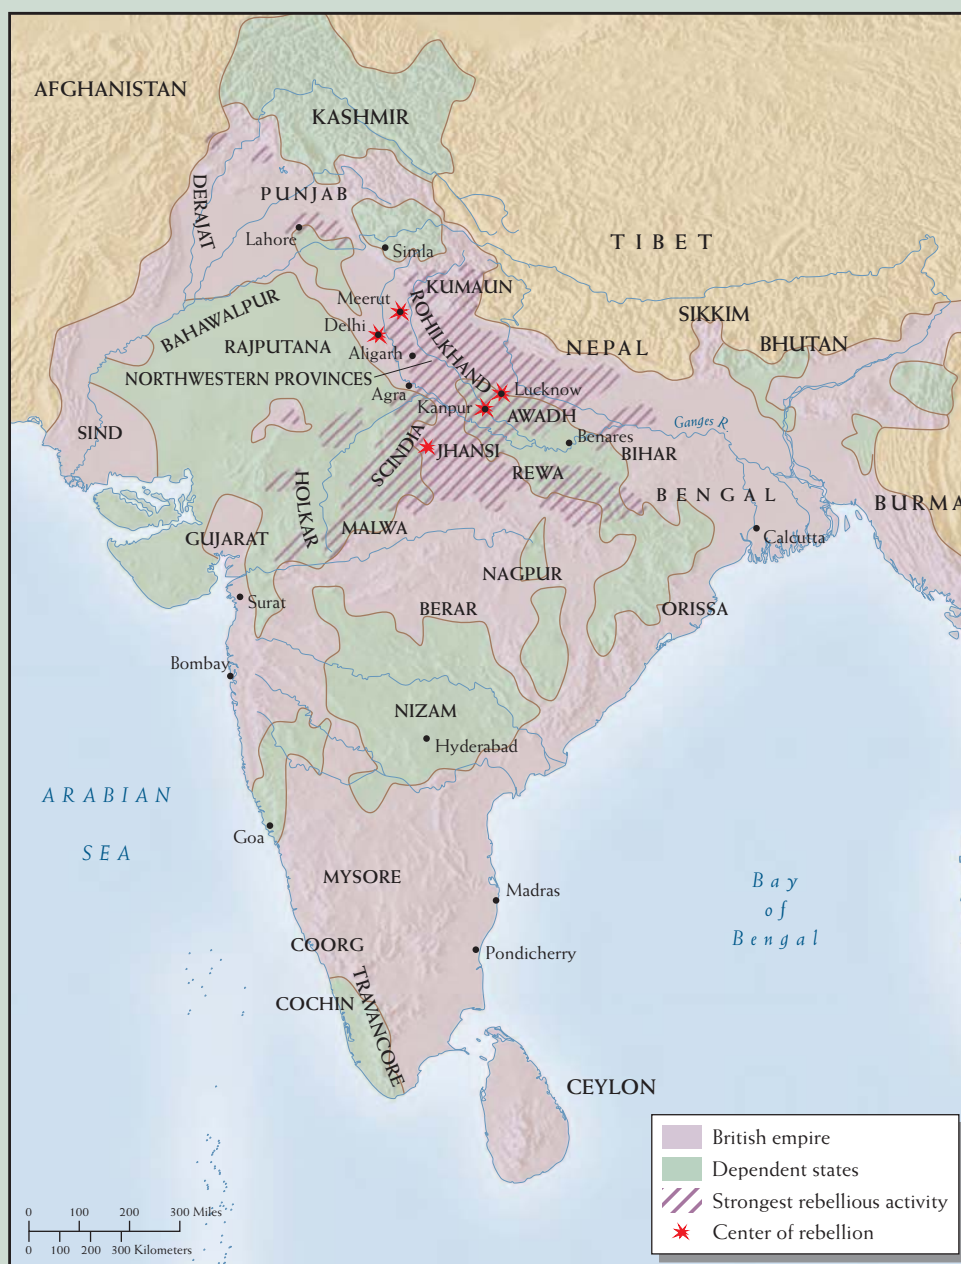 AFGHANISTAN
KASHMIR
DERAJAT
PUNJAB
Lahore
Simla
TIBET
KUMAUN
Meerut
ROHILKHAND
BAHAWALPUR
Delhi
SIKKIM
RAJPUTANA
NEPAL
BHUTAN
Aligarh
NORTHWESTERN PROVINCES
Agra
Lucknow
Kanpur
AWADH
Ganges R.
SIND
SCINDIA
JHANSI
Benares
BIHAR
REWA
HOLKAR
BENGAL
BURMA
MALWA
GUJARAT
Calcutta
NAGPUR
Surat
BERAR
ORISSA
Bombay
NIZAM
Hyderabad
ARABIAN
SEA
Goa
MYSORE
Madras
Bay
of
Bengal
COORG
Pondicherry
COCHIN
TRAVANCORE
CEYLON
British empire
Dependent states
Strongest rebellious activity
Center of rebellion
0 100 200 300 Miles
0 100 200 300 Kilometers